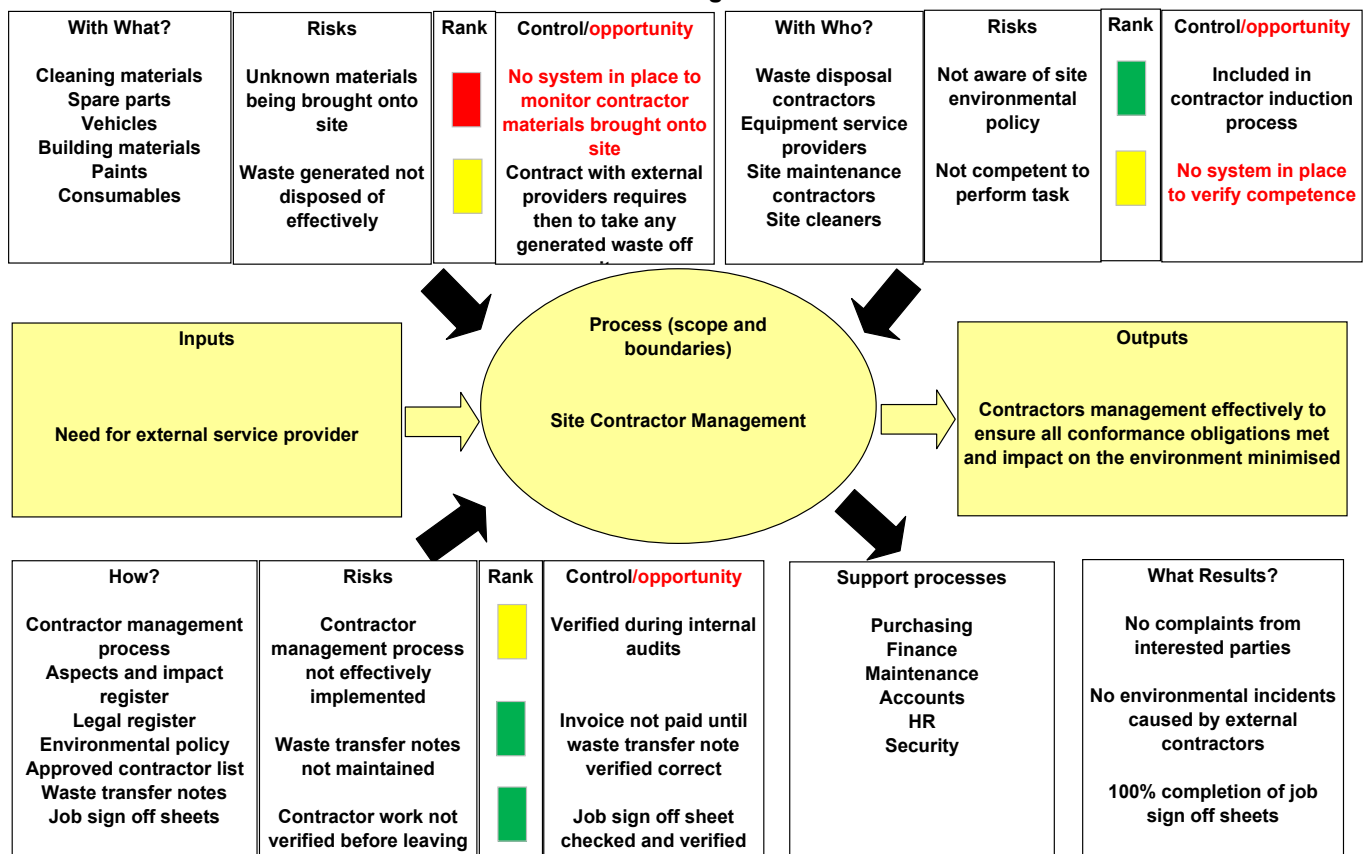 With What?
Cleaning materials
Spare parts
Vehicles
Building materials
Paints
Consumables
Risks
Unknown materials
being brought onto
site
Waste generated not
disposed of
effectively
Rank
Control/opportunity
No system in place to
monitor contractor
materials brought onto
site
Contract with external
providers requires
then to take any
generated waste off
With Who?
Waste disposal
contractors
Equipment service
providers
Site maintenance
contractors
Site cleaners
Risks
Not aware of site
environmental
policy
Not competent to
perform task
Rank
Control/opportunity
Included in
contractor induction
process
No system in place
to verify competence
Inputs
Need for external service provider
Process (scope and
boundaries)
Site Contractor Management
Outputs
Contractors management effectively to
ensure all conformance obligations met
and impact on the environment minimised
How?
Contractor management
process
Aspects and impact
register
Legal register
Environmental policy
Approved contractor list
Waste transfer notes
Job sign off sheets
Risks
Contractor
management process
not effectively
implemented
Waste transfer notes
not maintained
Contractor work not
verified before leaving
Rank
Control/opportunity
Verified during internal
audits
Invoice not paid until
waste transfer note
verified correct
Job sign off sheet
checked and verified
Support processes
Purchasing
Finance
Maintenance
Accounts
HR
Security
What Results?
No complaints from
interested parties
No environmental incidents
caused by external
contractors
100% completion of job
sign off sheets